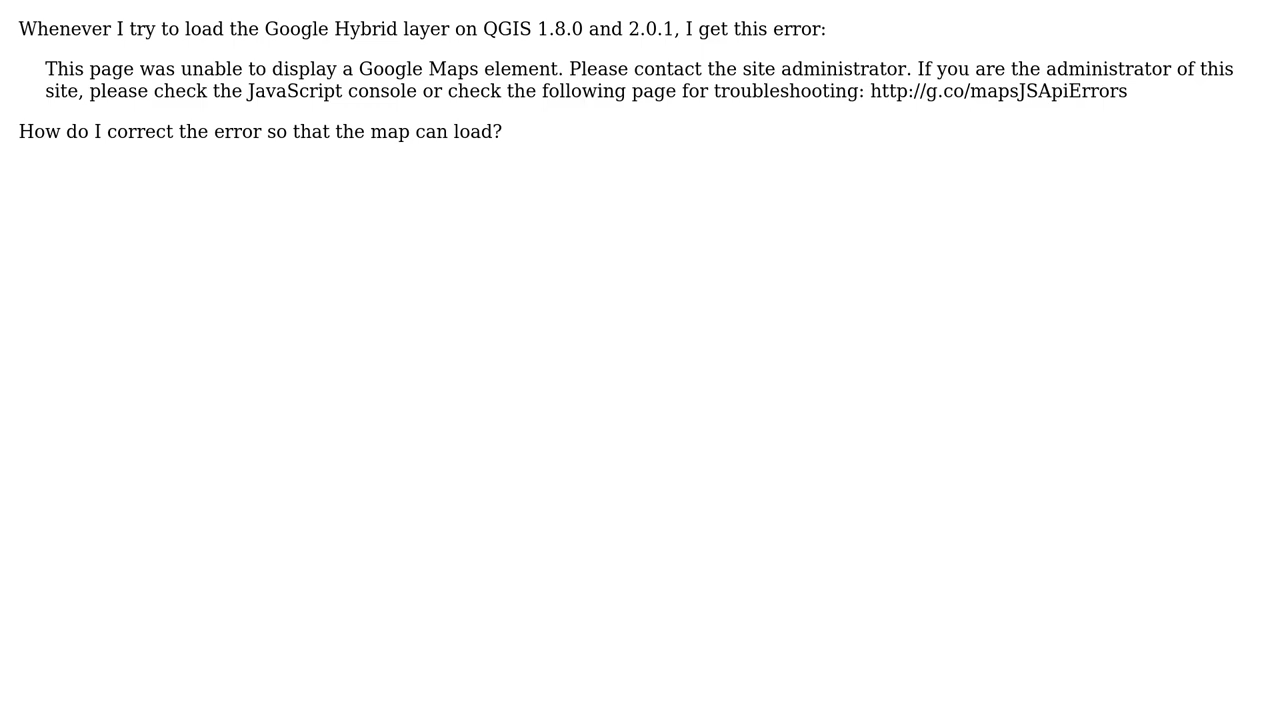 Whenever I try to load the Google Hybrid layer on QGIS 1.8.0 and 2.0.1, I get this error:
This page was unable to display a Google Maps element. Please contact the site administrator. If you are the administrator of this
site, please check the JavaScript console or check the following page for troubleshooting: http://g.co/mapsJSApiErrors
How do I correct the error so that the map can load?